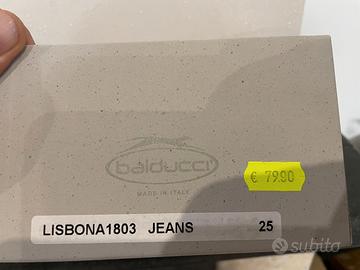 balducci
MADE IN ITALY
€ 79.90
LISBONA1803 JEANS 25
subito